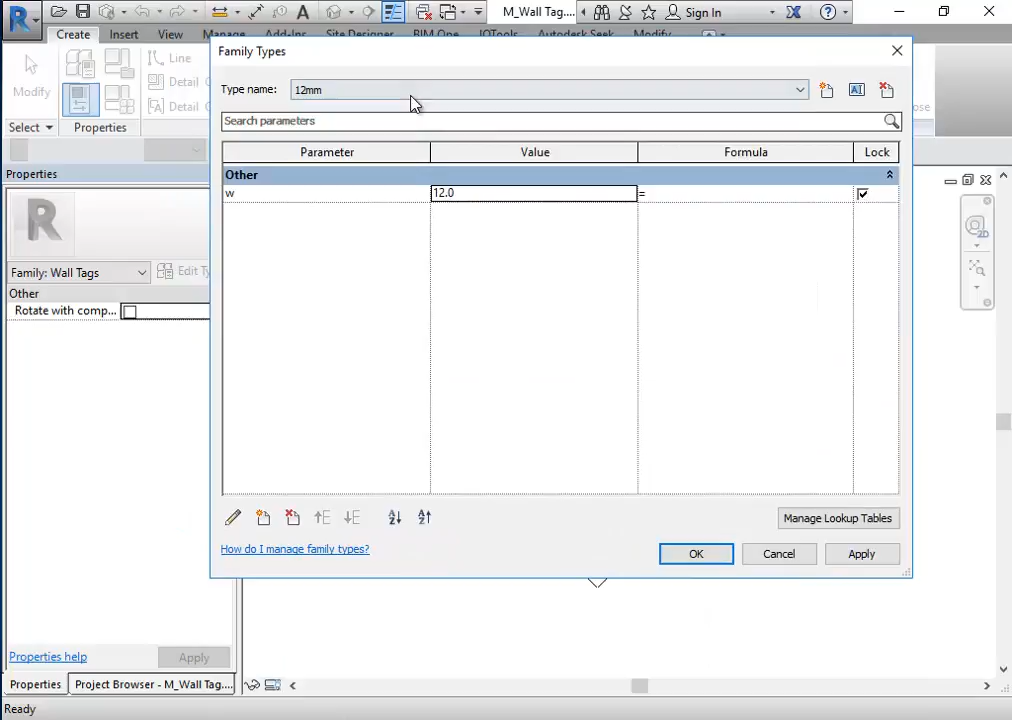 M_Wall Tag....
Sign In
Create
Insert
View
Manage
Add-Ins
Site Designer
BIM One
Autodesk Seek
Modify
Family Types
Line
Type name:
12mm
Modify
Detail
Detail
Search parameters
Select
Properties
Parameter
Value
Formula
Lock
Properties
Other
w
12.0
=
Family: Wall Tags
Edit Ty
Other
Rotate with comp...
Manage Lookup Tables
How do I manage family types?
OK
Cancel
Apply
Properties help
Apply
Properties
Project Browser - M_Wall Tag....
Ready